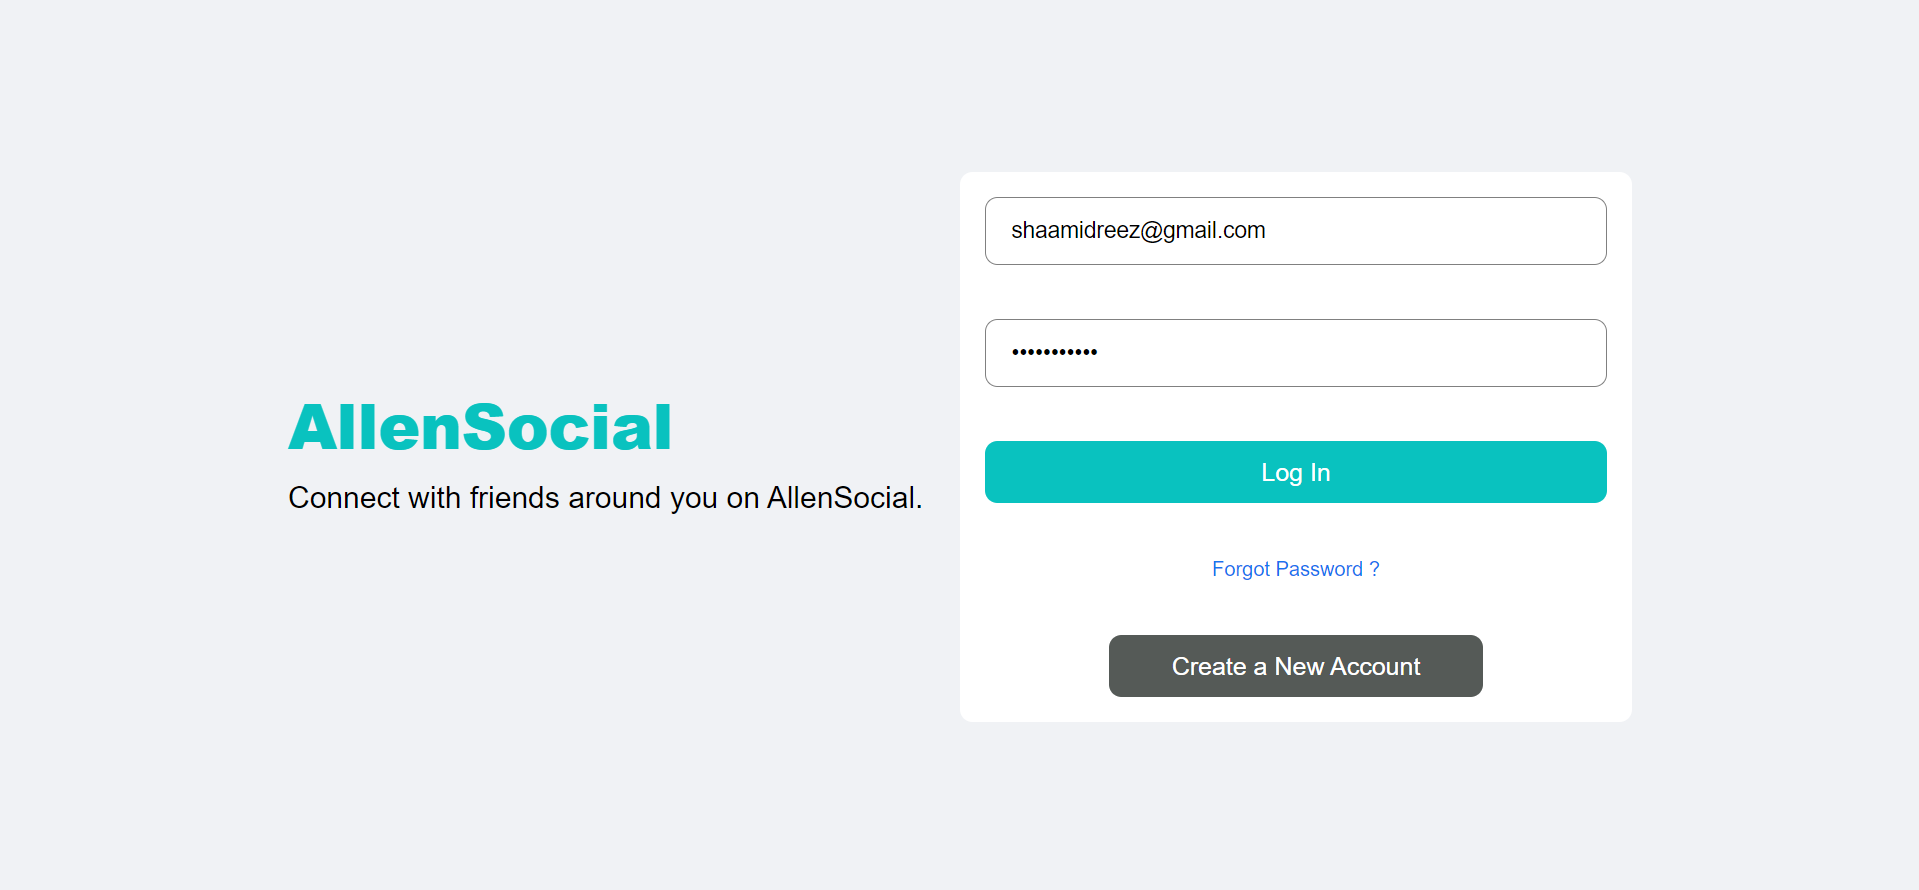 AllenSocial
Connect with friends around you on AllenSocial.
shaamidreez@gmail.com
•••••••••••
Log In
Forgot Password ?
Create a New Account